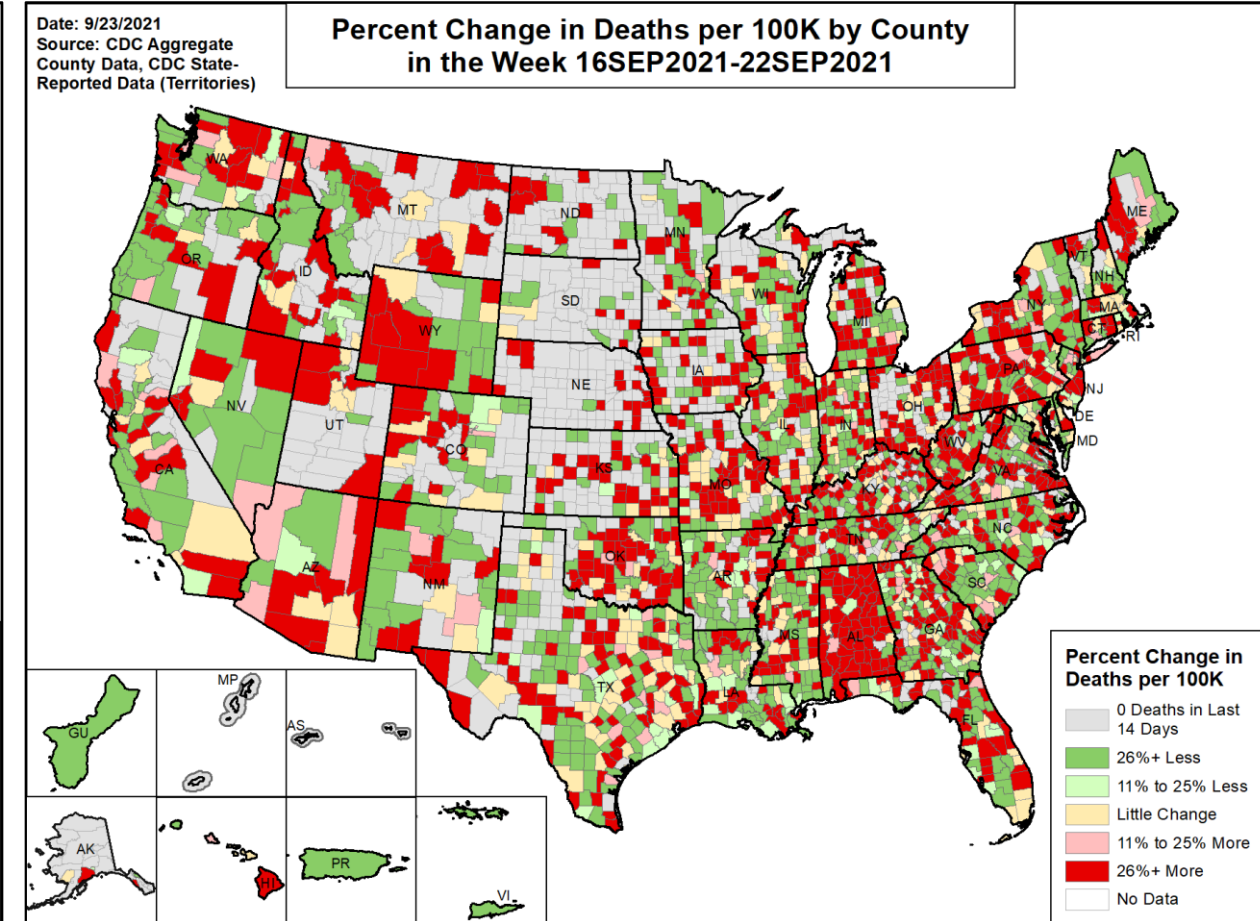 Date: 9/23/2021
Source: CDC Aggregate
County Data, CDC State-
Reported Data (Territories)
Percent Change in Deaths per 100K by County
in the Week 16SEP2021-22SEP2021
WA
MT
ND
MN
ME
OR
ID
SD
WI
VT
NH
NY
MA
WY
MI
CT
RI
IA
PA
NJ
NE
OH
NV
UT
IL
IN
DE
MD
CO
WV
CA
KS
MO
VA
KY
NC
TN
OK
AZ
NM
AR
SC
MS
AL
GA
TX
LA
FL
MP
GU
AS
AK
HI
PR
VI
Percent Change in
Deaths per 100K
0 Deaths in Last
14 Days
26%+ Less
11% to 25% Less
Little Change
11% to 25% More
26%+ More
No Data